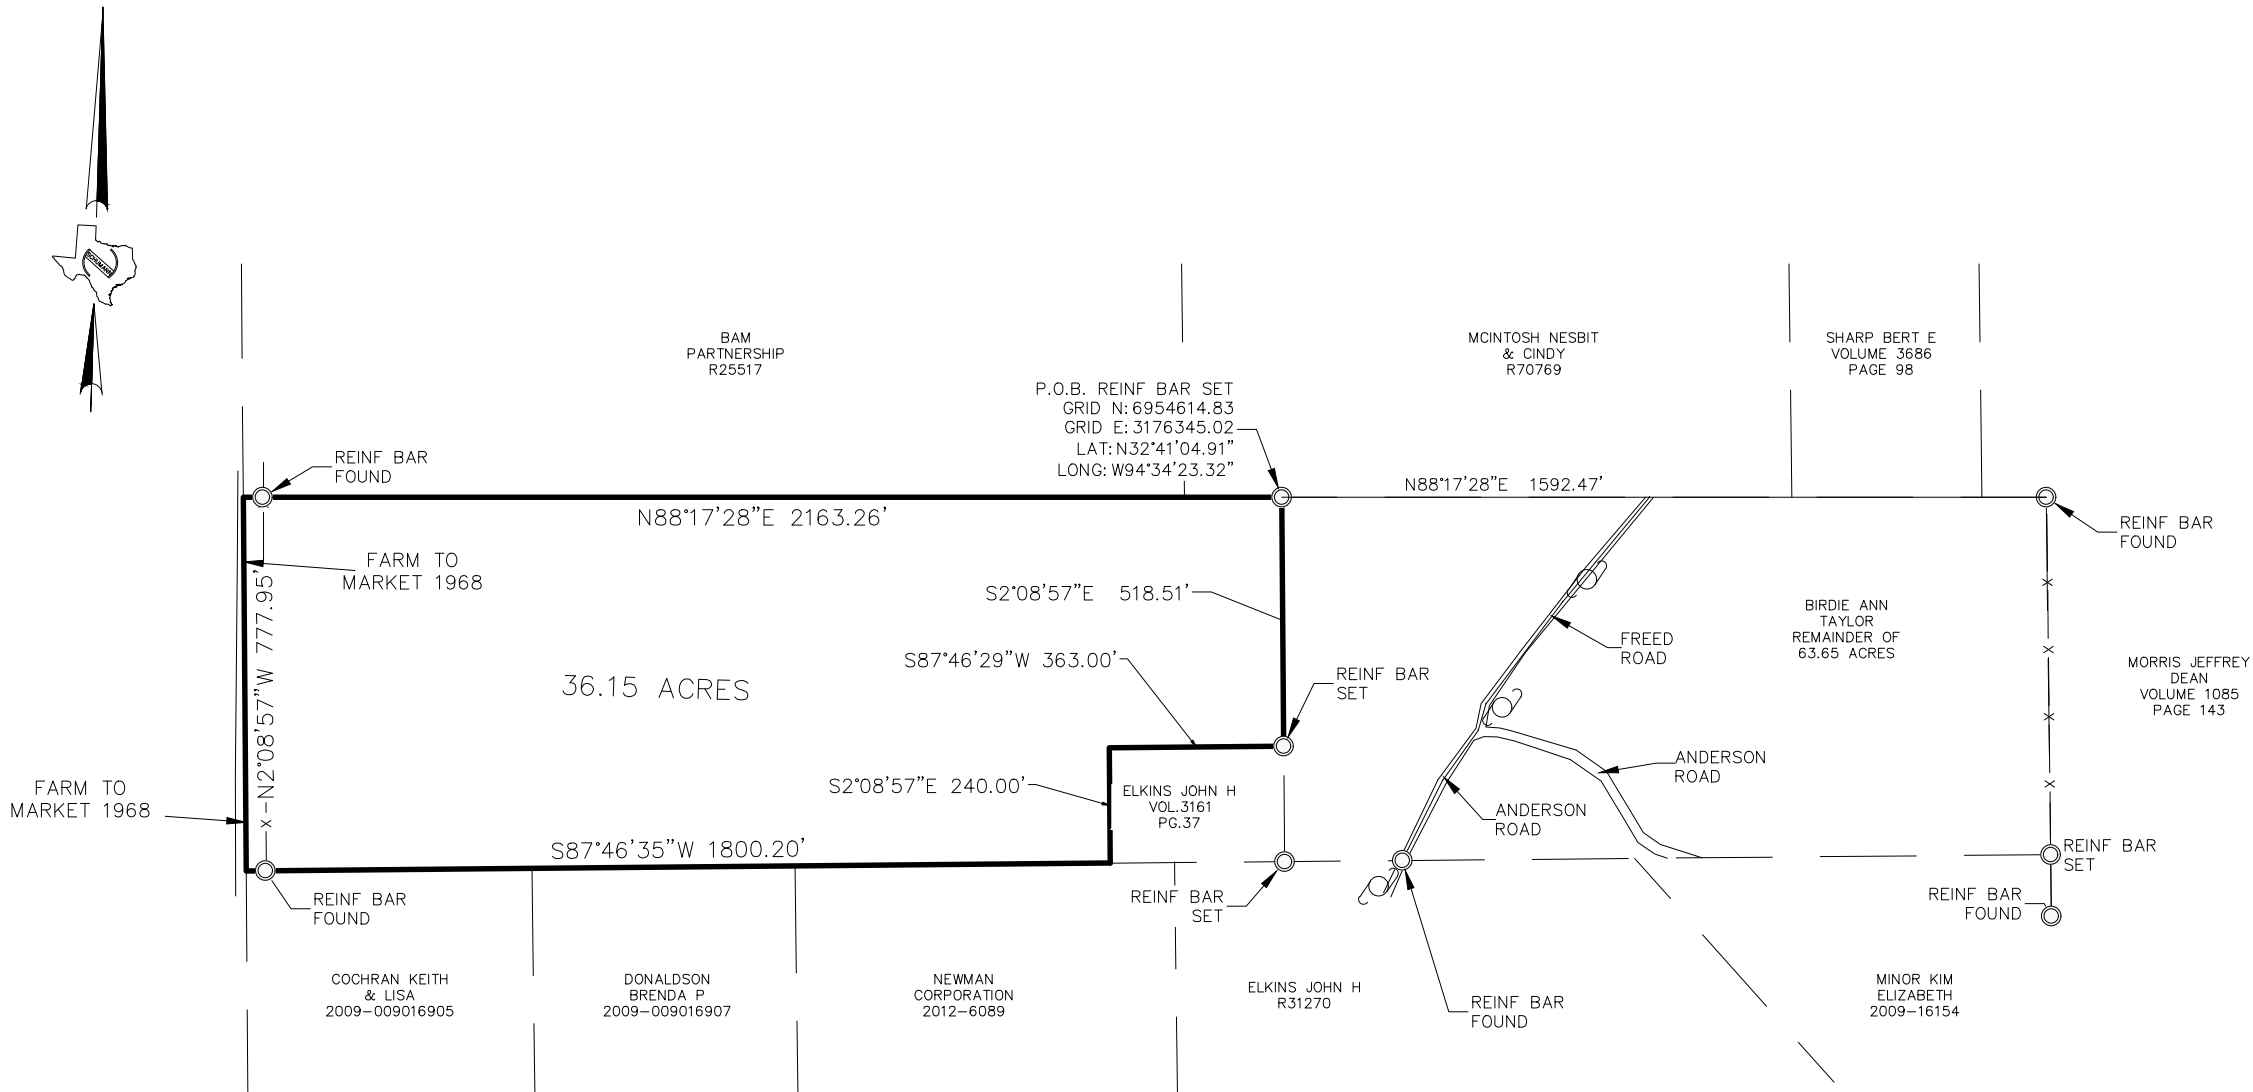 SCHUMANN
BAM
PARTNERSHIP
R25517
MCINTOSH NESBIT
& CINDY
R70769
SHARP BERT E
VOLUME 3686
PAGE 98
P.O.B. REINF BAR SET
GRID N: 6954614.83
GRID E: 3176345.02
LAT: N32°41'04.91"
LONG: W94°34'23.32"
REINF BAR
FOUND
N88°17'28"E 2163.26'
N88°17'28"E 1592.47'
REINF BAR
FOUND
FARM TO
MARKET 1968
N2°08'57"W 777.95'
S2°08'57"E 518.51'
S87°46'29"W 363.00'
36.15 ACRES
REINF BAR
SET
FREED
ROAD
BIRDIE ANN
TAYLOR
REMAINDER OF
63.65 ACRES
MORRIS JEFFREY
DEAN
VOLUME 1085
PAGE 143
FARM TO
MARKET 1968
S2°08'57"E 240.00'
ELKINS JOHN H
VOL.3161
PG.37
ANDERSON
ROAD
ANDERSON
ROAD
S87°46'35"W 1800.20'
REINF BAR
FOUND
REINF BAR
SET
REINF BAR
SET
REINF BAR
FOUND
COCHRAN KEITH
& LISA
2009-009016905
DONALDSON
BRENDA P
2009-009016907
NEWMAN
CORPORATION
2012-6089
ELKINS JOHN H
R31270
REINF BAR
FOUND
MINOR KIM
ELIZABETH
2009-16154